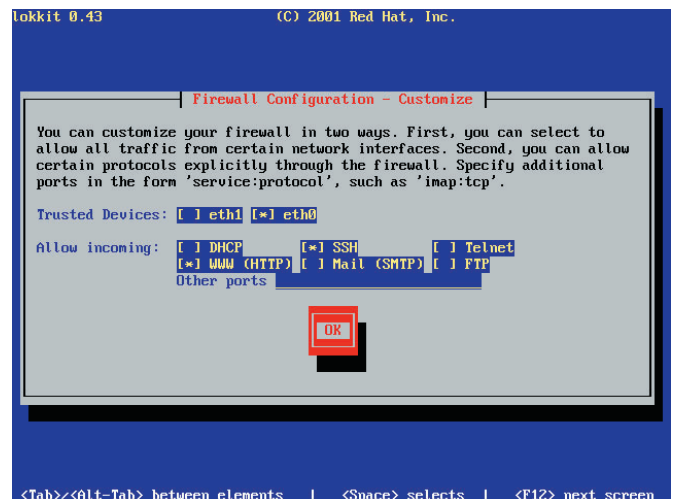 lokkit 0.43 (C) 2001 Red Hat, Inc.
Firewall Configuration - Customize
You can customize your firewall in two ways. First, you can select to
allow all traffic from certain network interfaces. Second, you can allow
certain protocols explicitly through the firewall. Specify additional
ports in the form 'service:protocol', such as 'imap:tcp'.
Trusted Devices: [ ] eth1 [*] eth0
Allow incoming: [ ] DHCP [*] SSH [ ] Telnet
[*] WWW (HTTP) [ ] Mail (SMTP) [ ] FTP
Other ports
OK
<Tab>/<Alt-Tab> between elements | <Space> selects | <F12> next screen